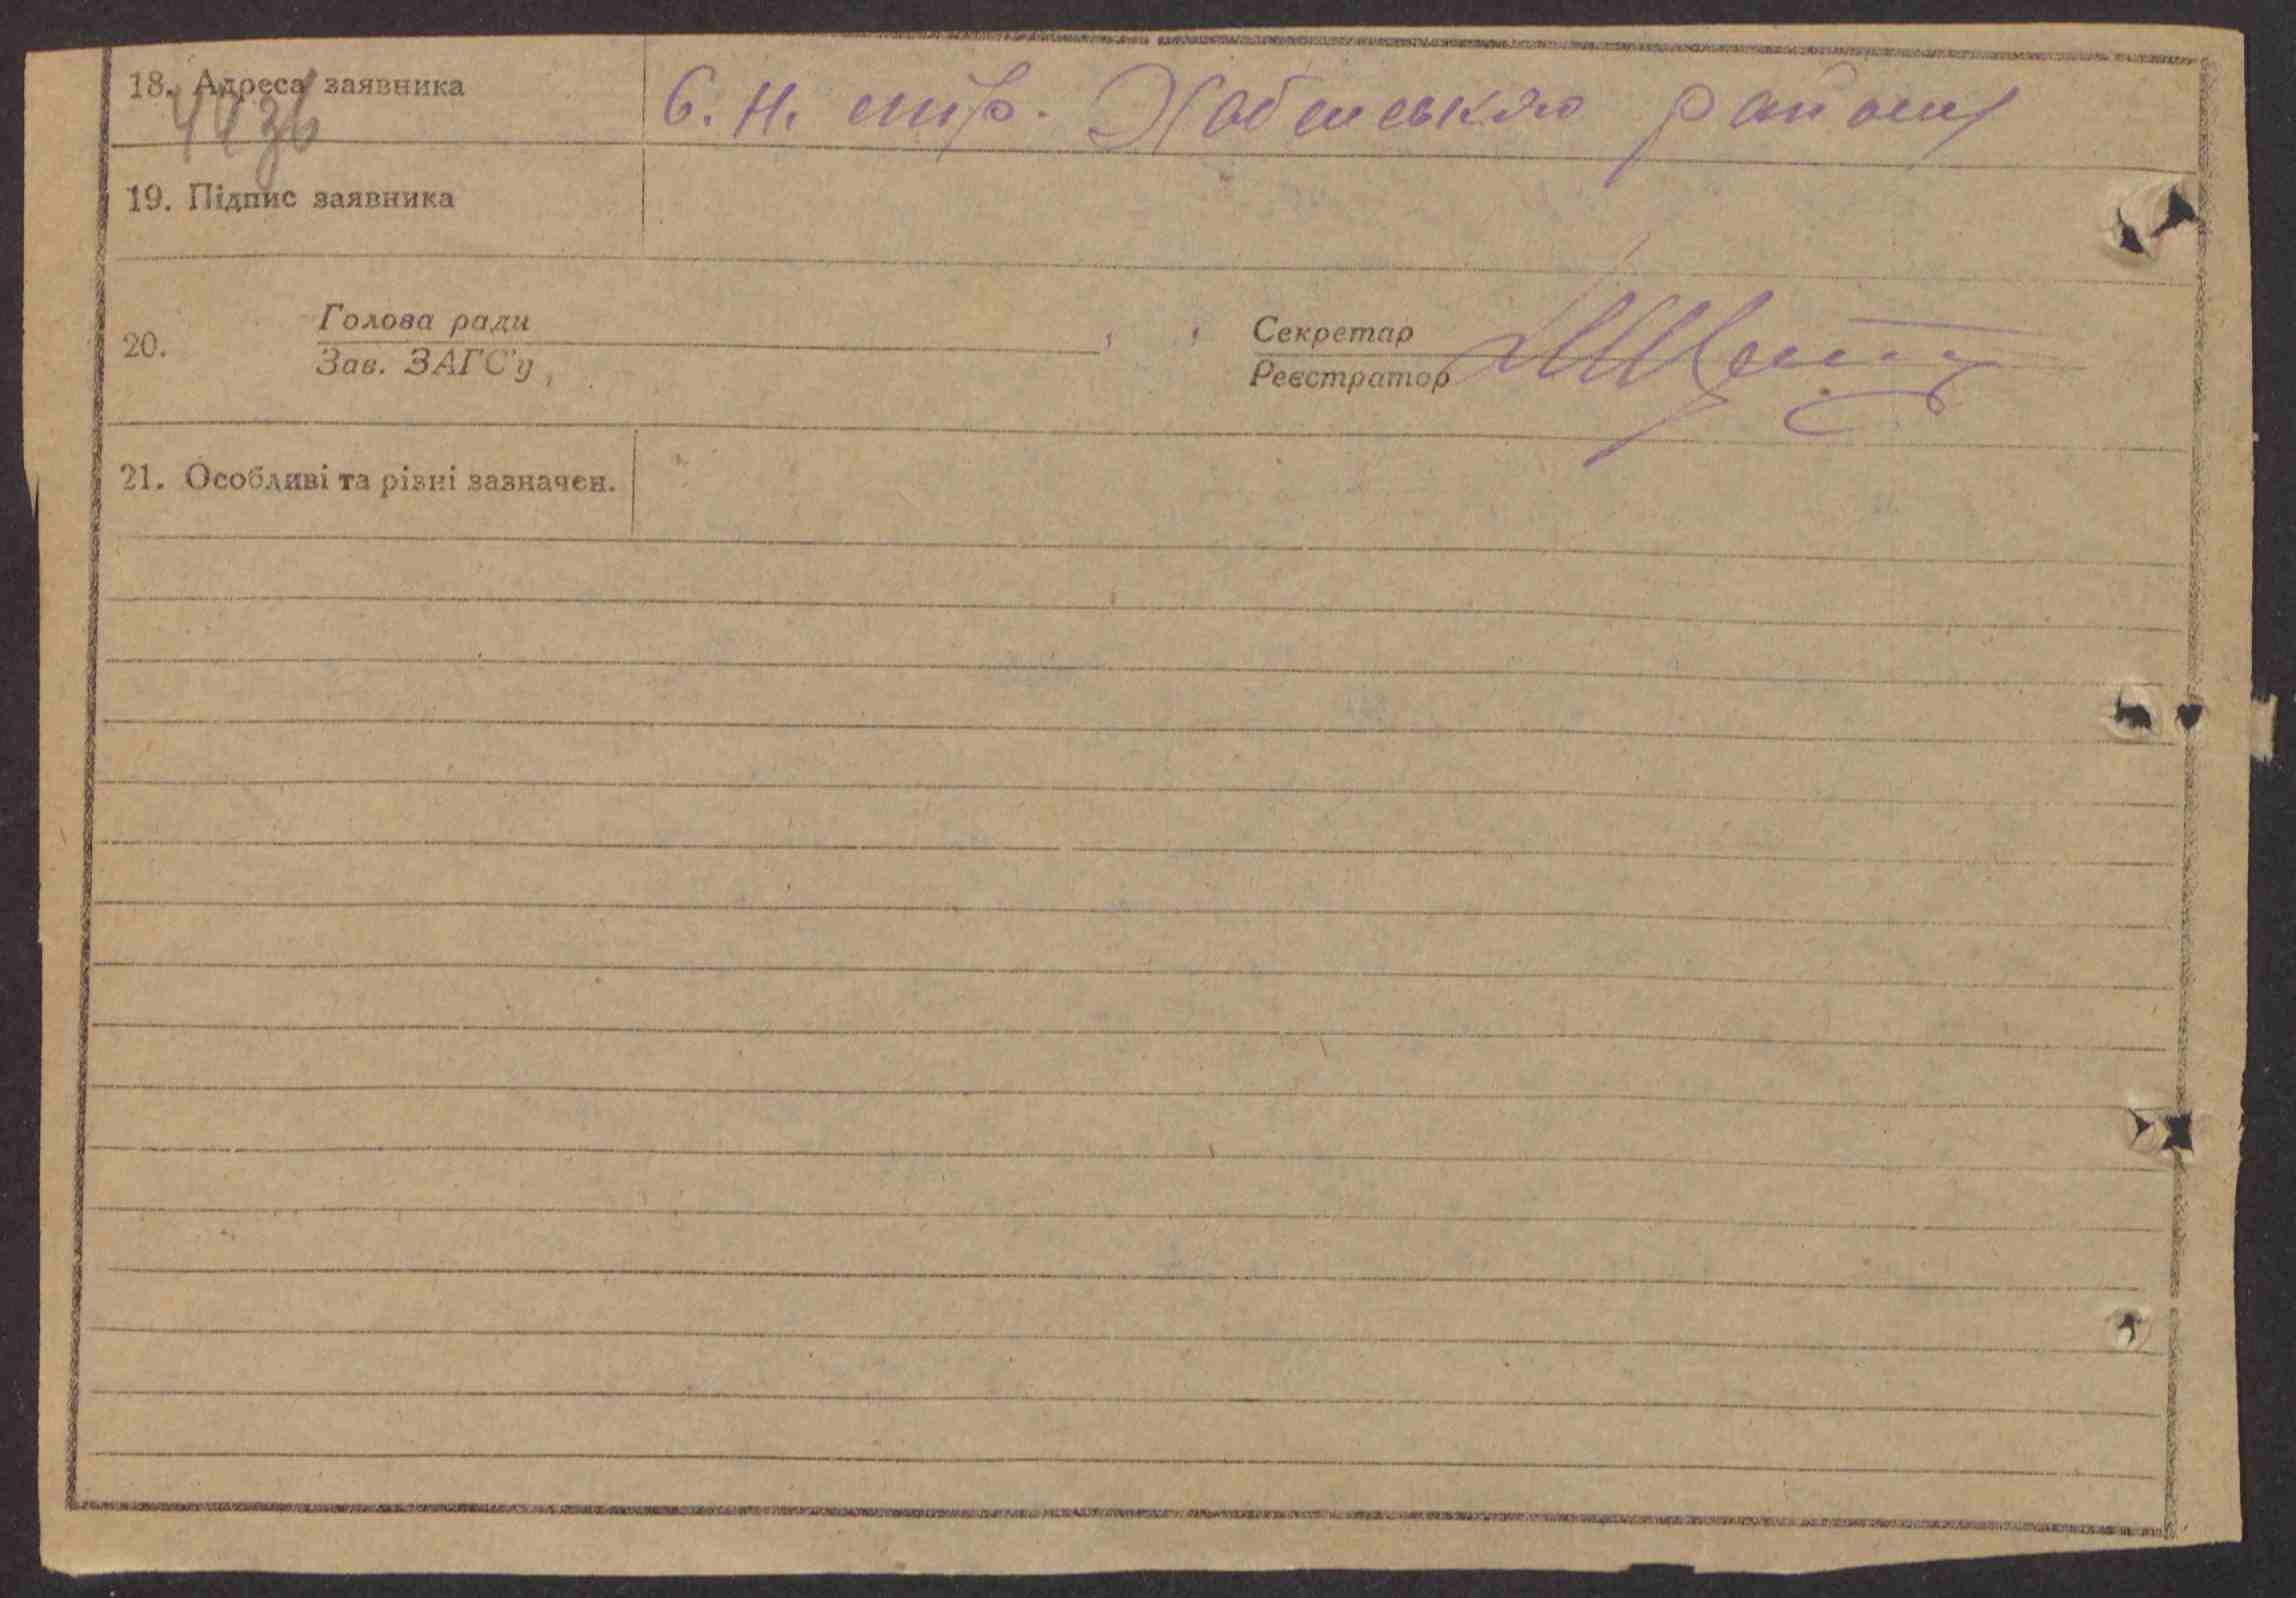 18. Адреса заявника С. Н. Хабенського району
19. Підпис заявника
Голова ради Секретар
20.
Зав. ЗАГС'у, Реєстратор
21. Особливі та різні зазначен.